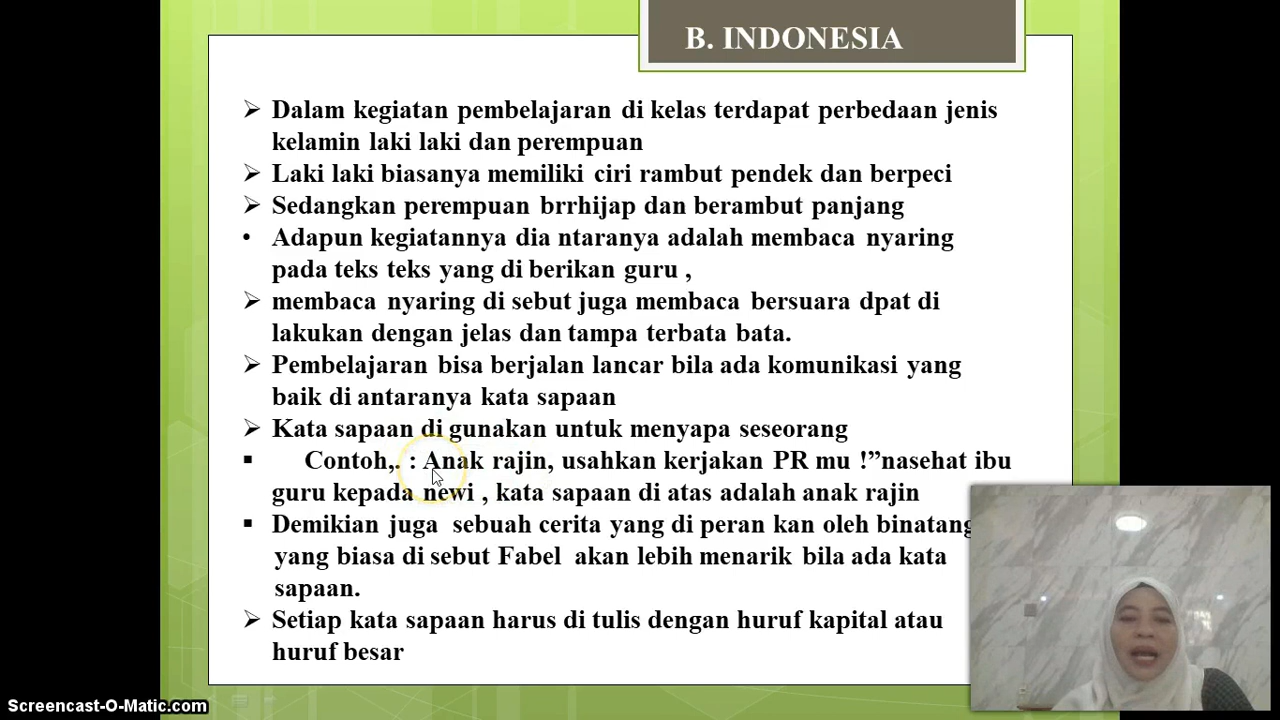 B. INDONESIA
➢ Dalam kegiatan pembelajaran di kelas terdapat perbedaan jenis
kelamin laki laki dan perempuan
➢ Laki laki biasanya memiliki ciri rambut pendek dan berpeci
➢ Sedangkan perempuan brrhijap dan berambut panjang
• Adapun kegiatannya dia ntaranya adalah membaca nyaring
pada teks teks yang di berikan guru ,
➢ membaca nyaring di sebut juga membaca bersuara dpat di
lakukan dengan jelas dan tampa terbata bata.
➢ Pembelajaran bisa berjalan lancar bila ada komunikasi yang
baik di antaranya kata sapaan
➢ Kata sapaan di gunakan untuk menyapa seseorang
▪ Contoh,. : Anak rajin, usahkan kerjakan PR mu !”nasehat ibu
guru kepada newi , kata sapaan di atas adalah anak rajin
▪ Demikian juga sebuah cerita yang di peran kan oleh binatang
yang biasa di sebut Fabel akan lebih menarik bila ada kata
sapaan.
➢ Setiap kata sapaan harus di tulis dengan huruf kapital atau
huruf besar
Screencast-O-Matic.com